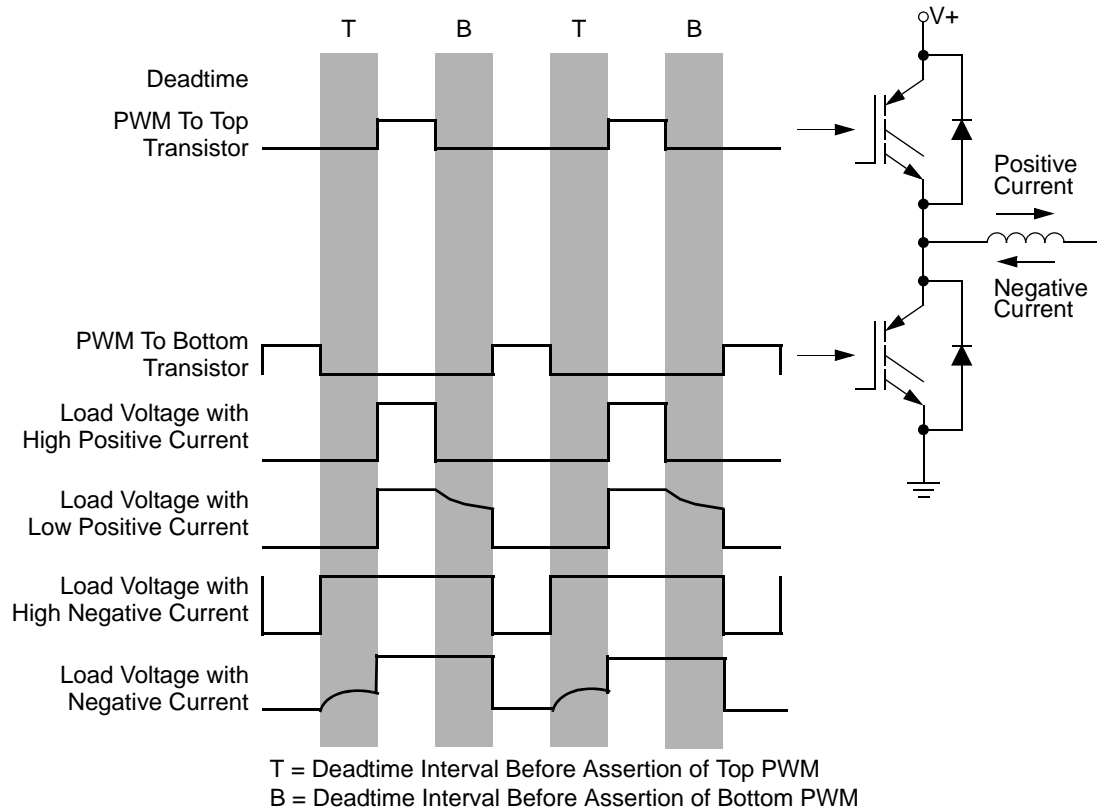 T B T B
V+
Deadtime
PWM To Top
Transistor
Positive
Current
Negative
Current
PWM To Bottom
Transistor
Load Voltage with
High Positive Current
Load Voltage with
Low Positive Current
Load Voltage with
High Negative Current
Load Voltage with
Negative Current
T = Deadtime Interval Before Assertion of Top PWM
B = Deadtime Interval Before Assertion of Bottom PWM